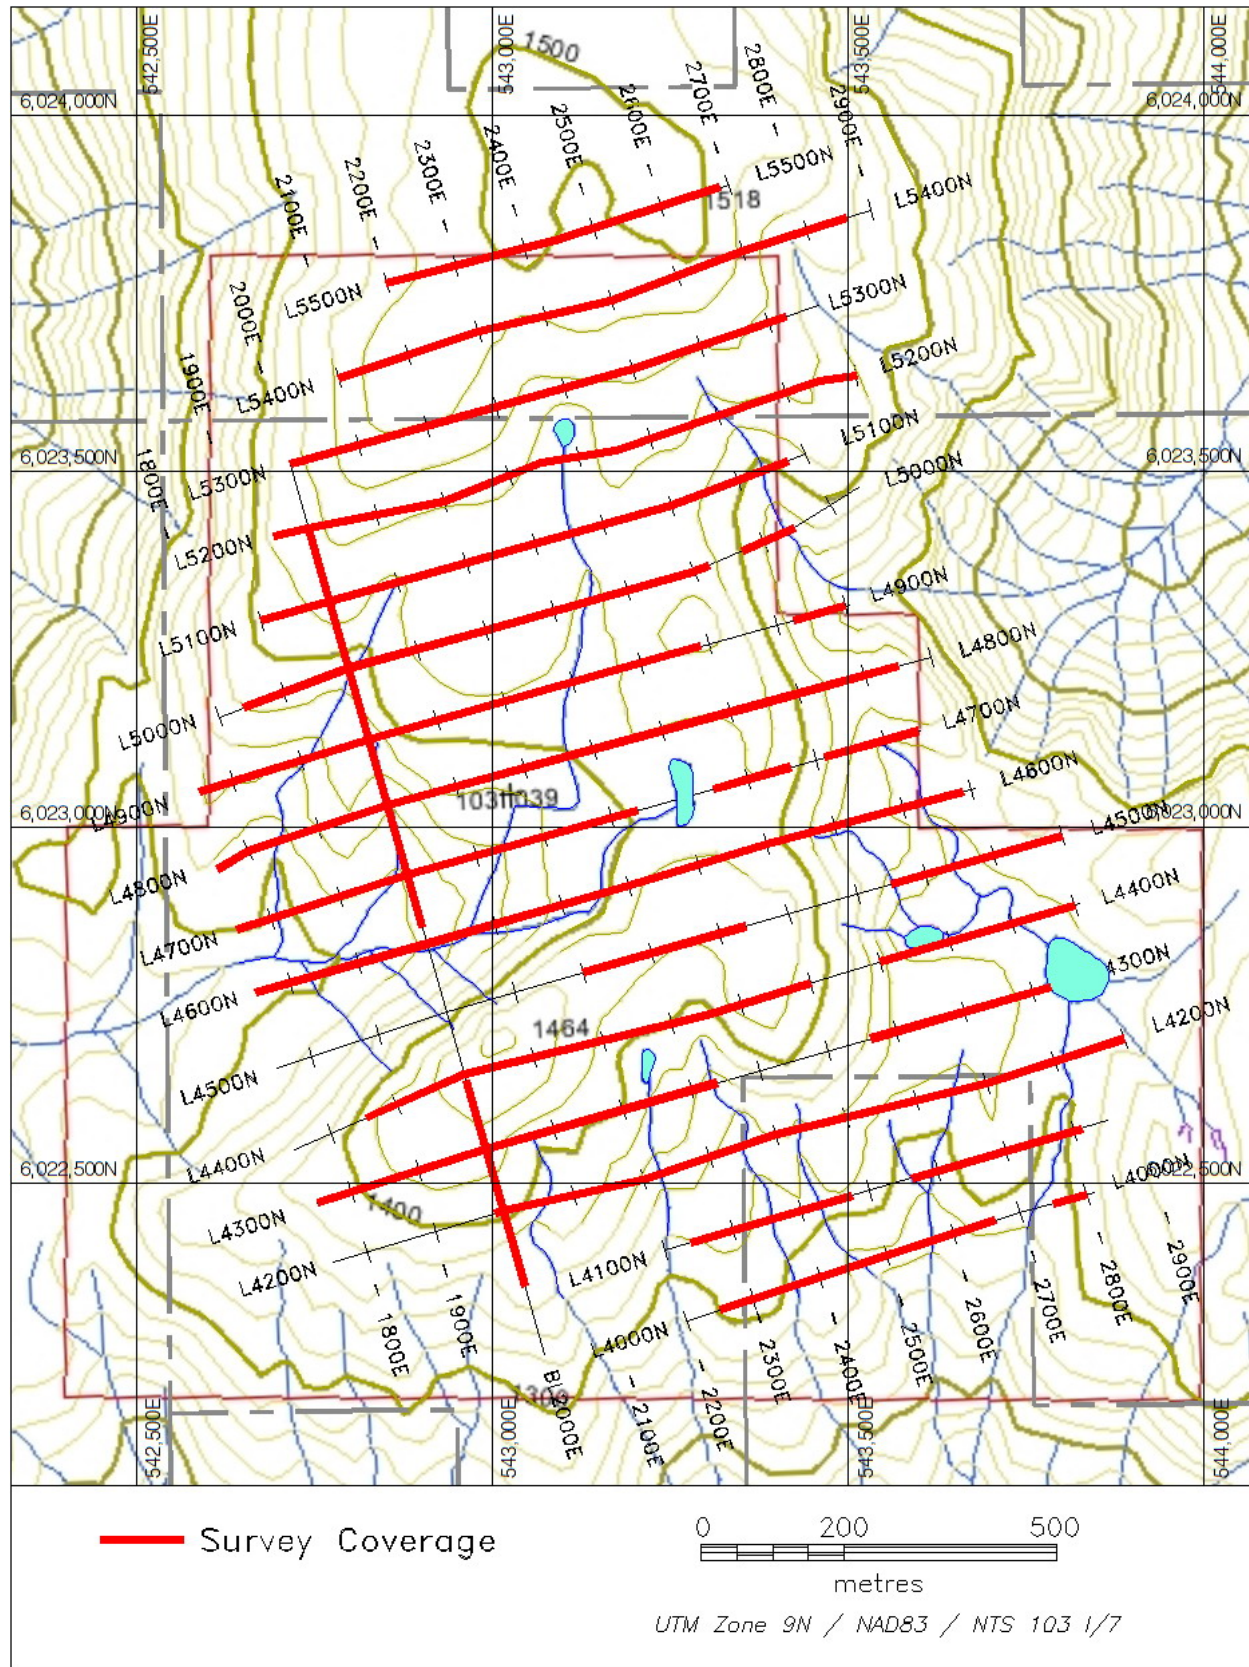 542,500E
543,000E
543,500E
544,000E
1500
2800E
2700E
2600E
2900E
2500E
2400E
2300E
2200E
2100E
2000E
1900E
1800E
6,024,000N
6,024,000N
L5500N
1518
L5400N
L5500N
L5300N
L5400N
L5200N
L5300N
L5100N
6,023,500N
6,023,500N
L5000N
L5200N
L4900N
L5100N
L4800N
L5000N
L4700N
L4900N
L4600N
6,023,000N
6,023,000N
L4500N
L4800N
L4400N
L4700N
4300N
L4600N
1464
L4200N
L4500N
L4400N
6,022,500N
6,022,500N
L4000N
L4300N
1400
L4200N
L4100N
L4000N
1800E
1900E
2000E
2100E
2200E
2300E
2400E
2500E
2600E
2700E
2800E
2900E
542,500E
543,000E
543,500E
544,000E
Survey Coverage
0 200 500
metres
UTM Zone 9N / NAD83 / NTS 103 I/7